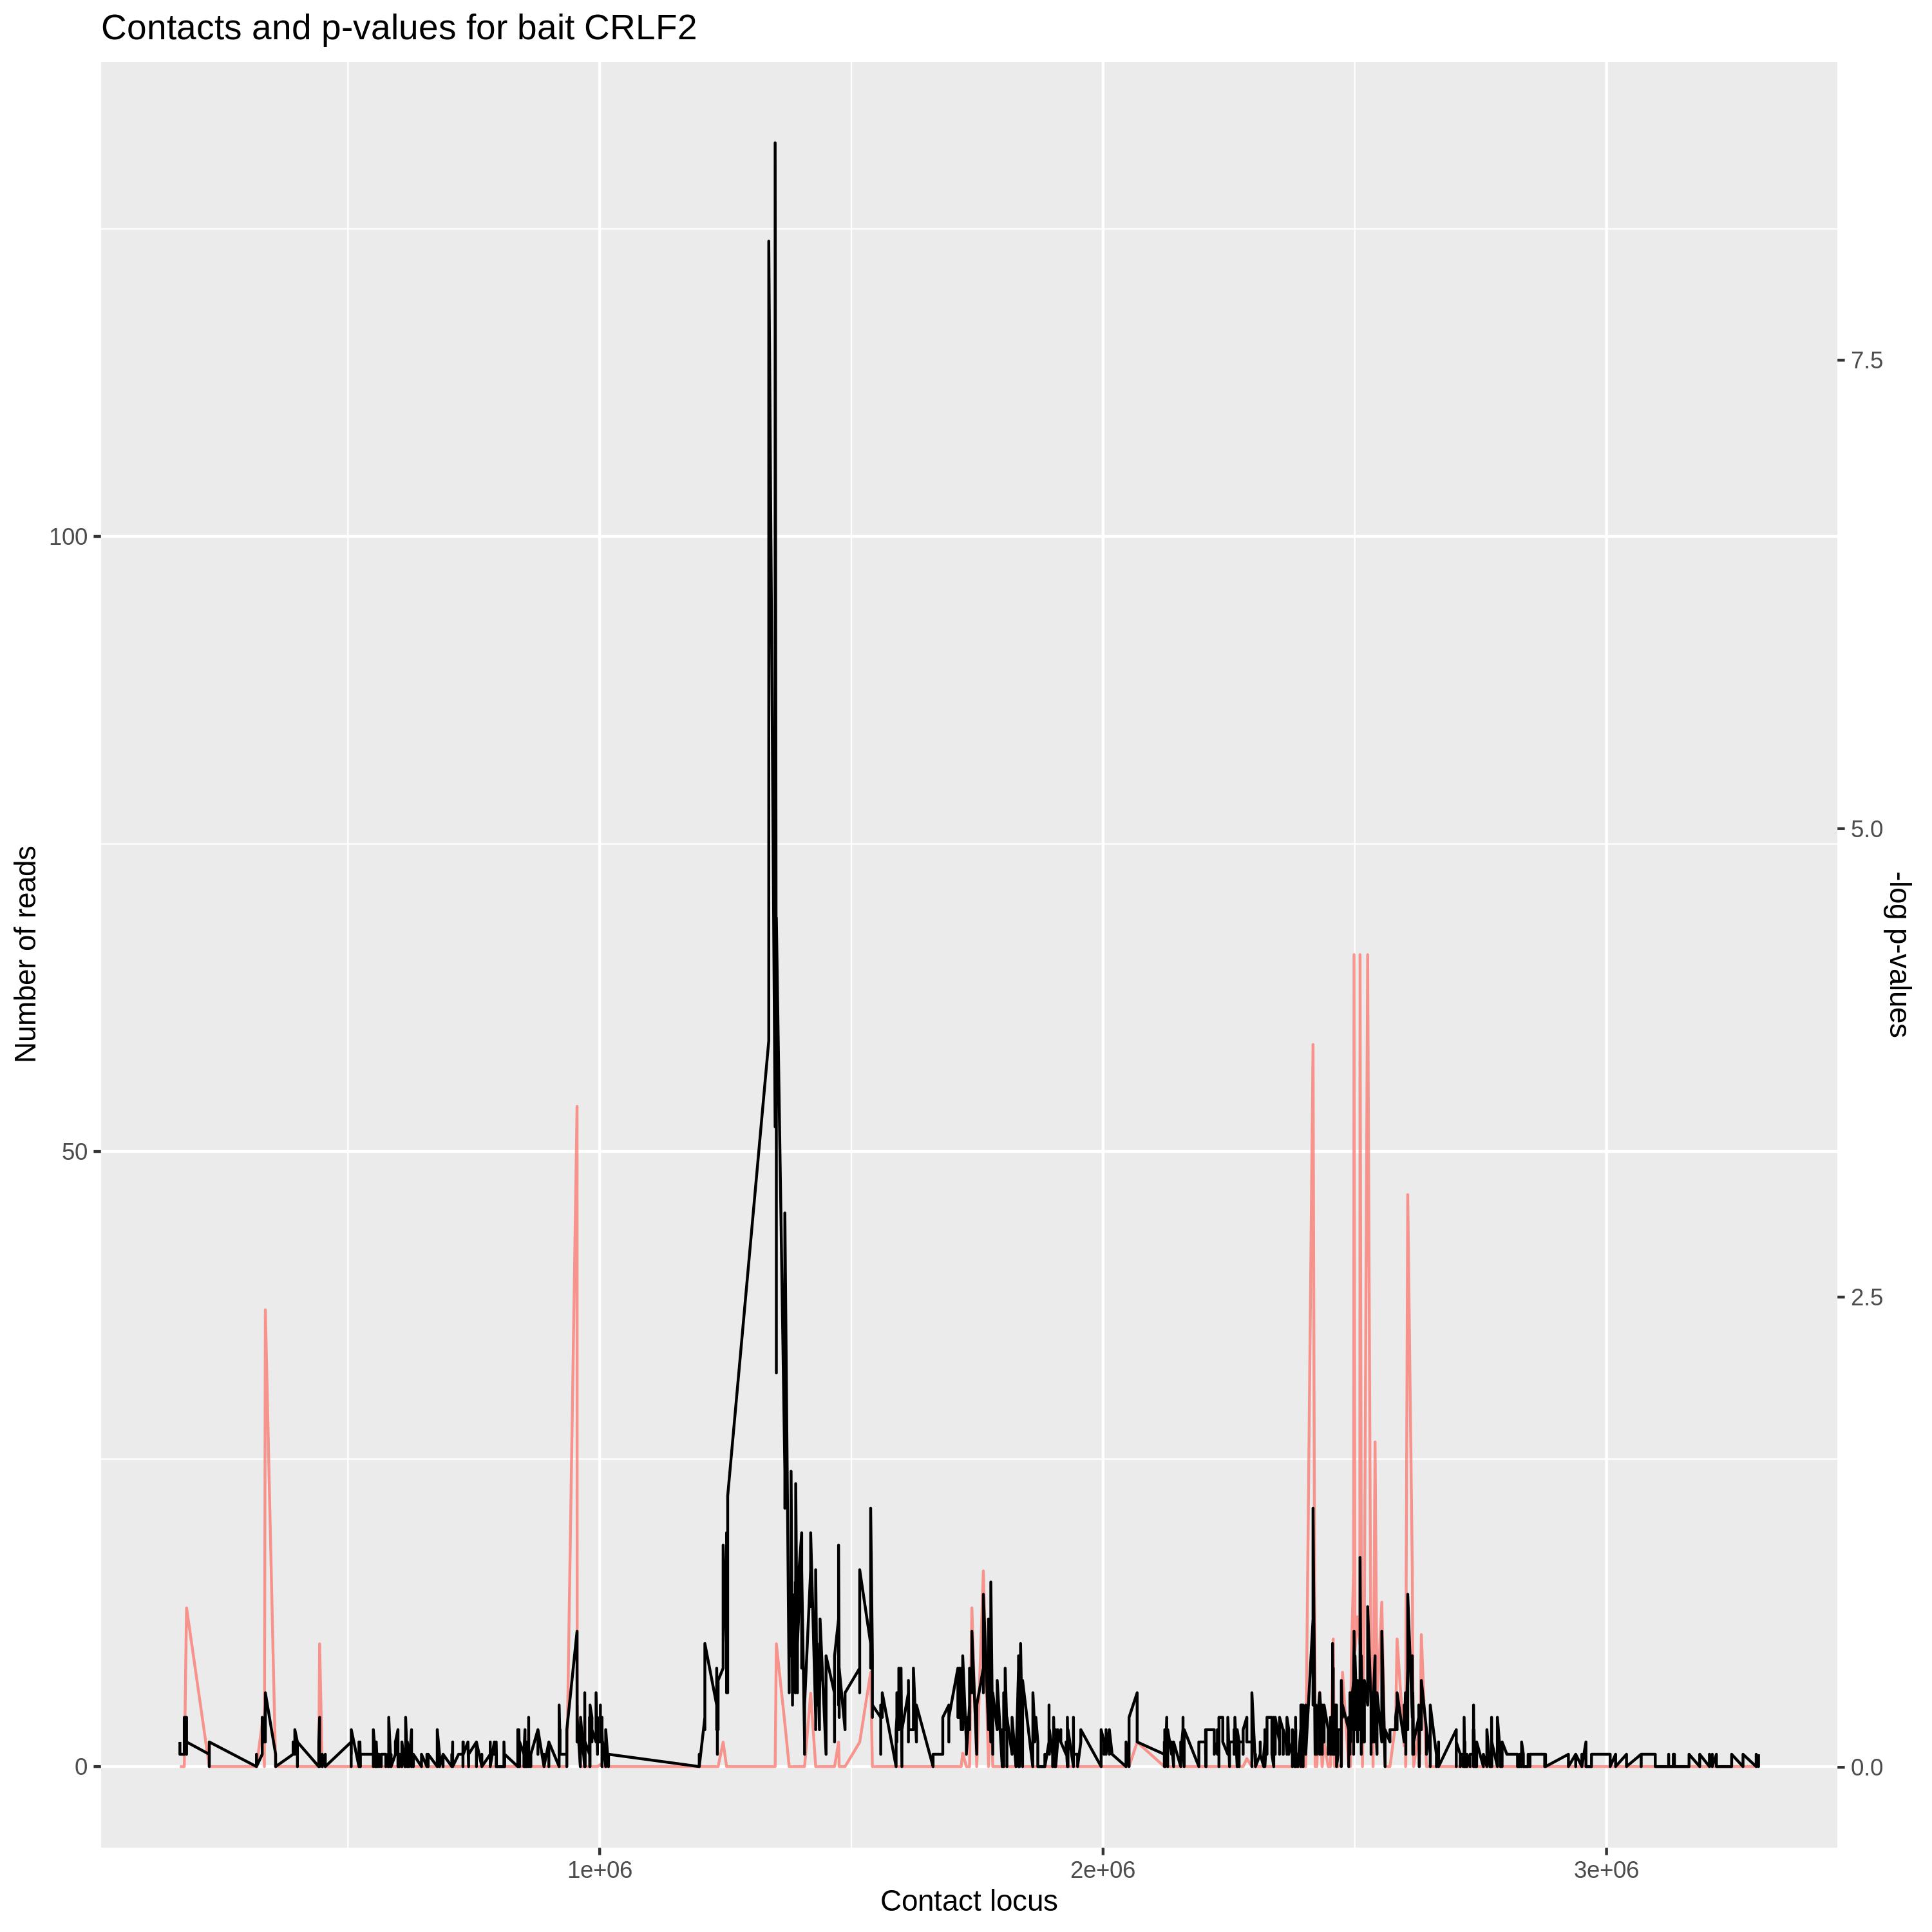 Contacts and p-values for bait CRLF2
100
50
0
Number of reads
7.5
5.0
2.5
0.0
-log p-values
1e+06
2e+06
3e+06
Contact locus